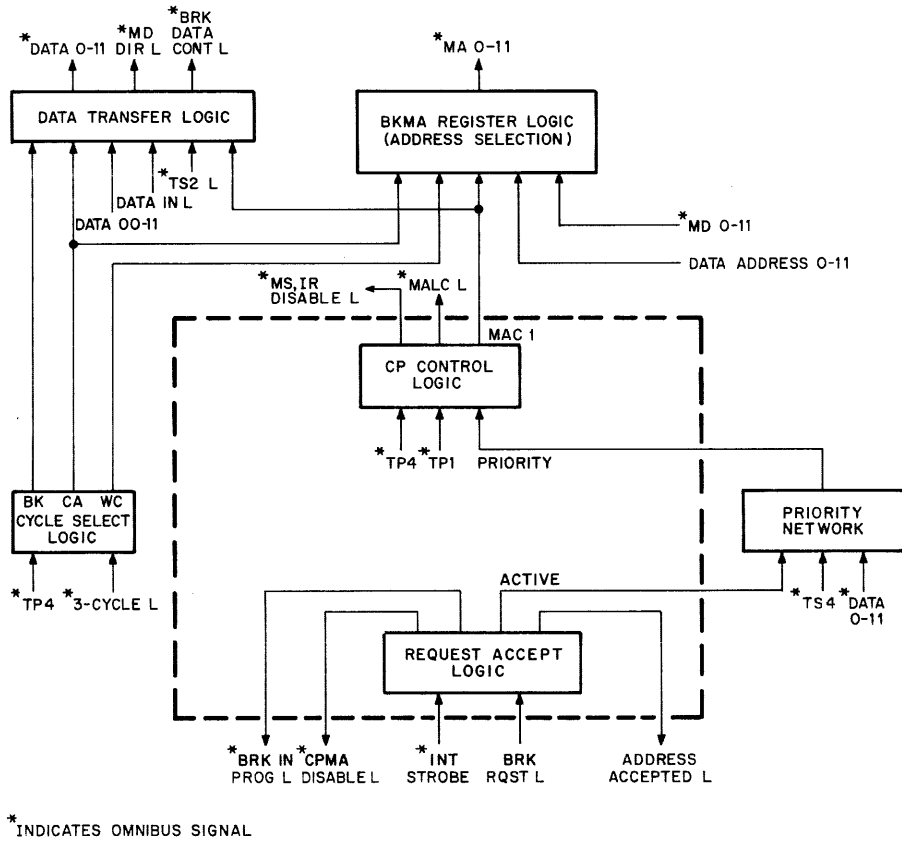 *DATA 0-11
*MD
DIR L
*BRK
DATA
CONT L
*MA 0-11
DATA TRANSFER LOGIC
BKMA REGISTER LOGIC
(ADDRESS SELECTION)
*TS2 L
DATA IN L
DATA 00-11
*MD 0-11
DATA ADDRESS 0-11
*MS,IR
DISABLE L
*MALC L
MAC 1
CP CONTROL
LOGIC
*TP4
*TP1
PRIORITY
BK CA WC
CYCLE SELECT
LOGIC
PRIORITY
NETWORK
*TP4
*3-CYCLE L
ACTIVE
*TS4
*DATA
0-11
REQUEST ACCEPT
LOGIC
*BRK IN
PROG L
*CPMA
DISABLE L
*INT
STROBE
BRK
RQST L
ADDRESS
ACCEPTED L
*INDICATES OMNIBUS SIGNAL